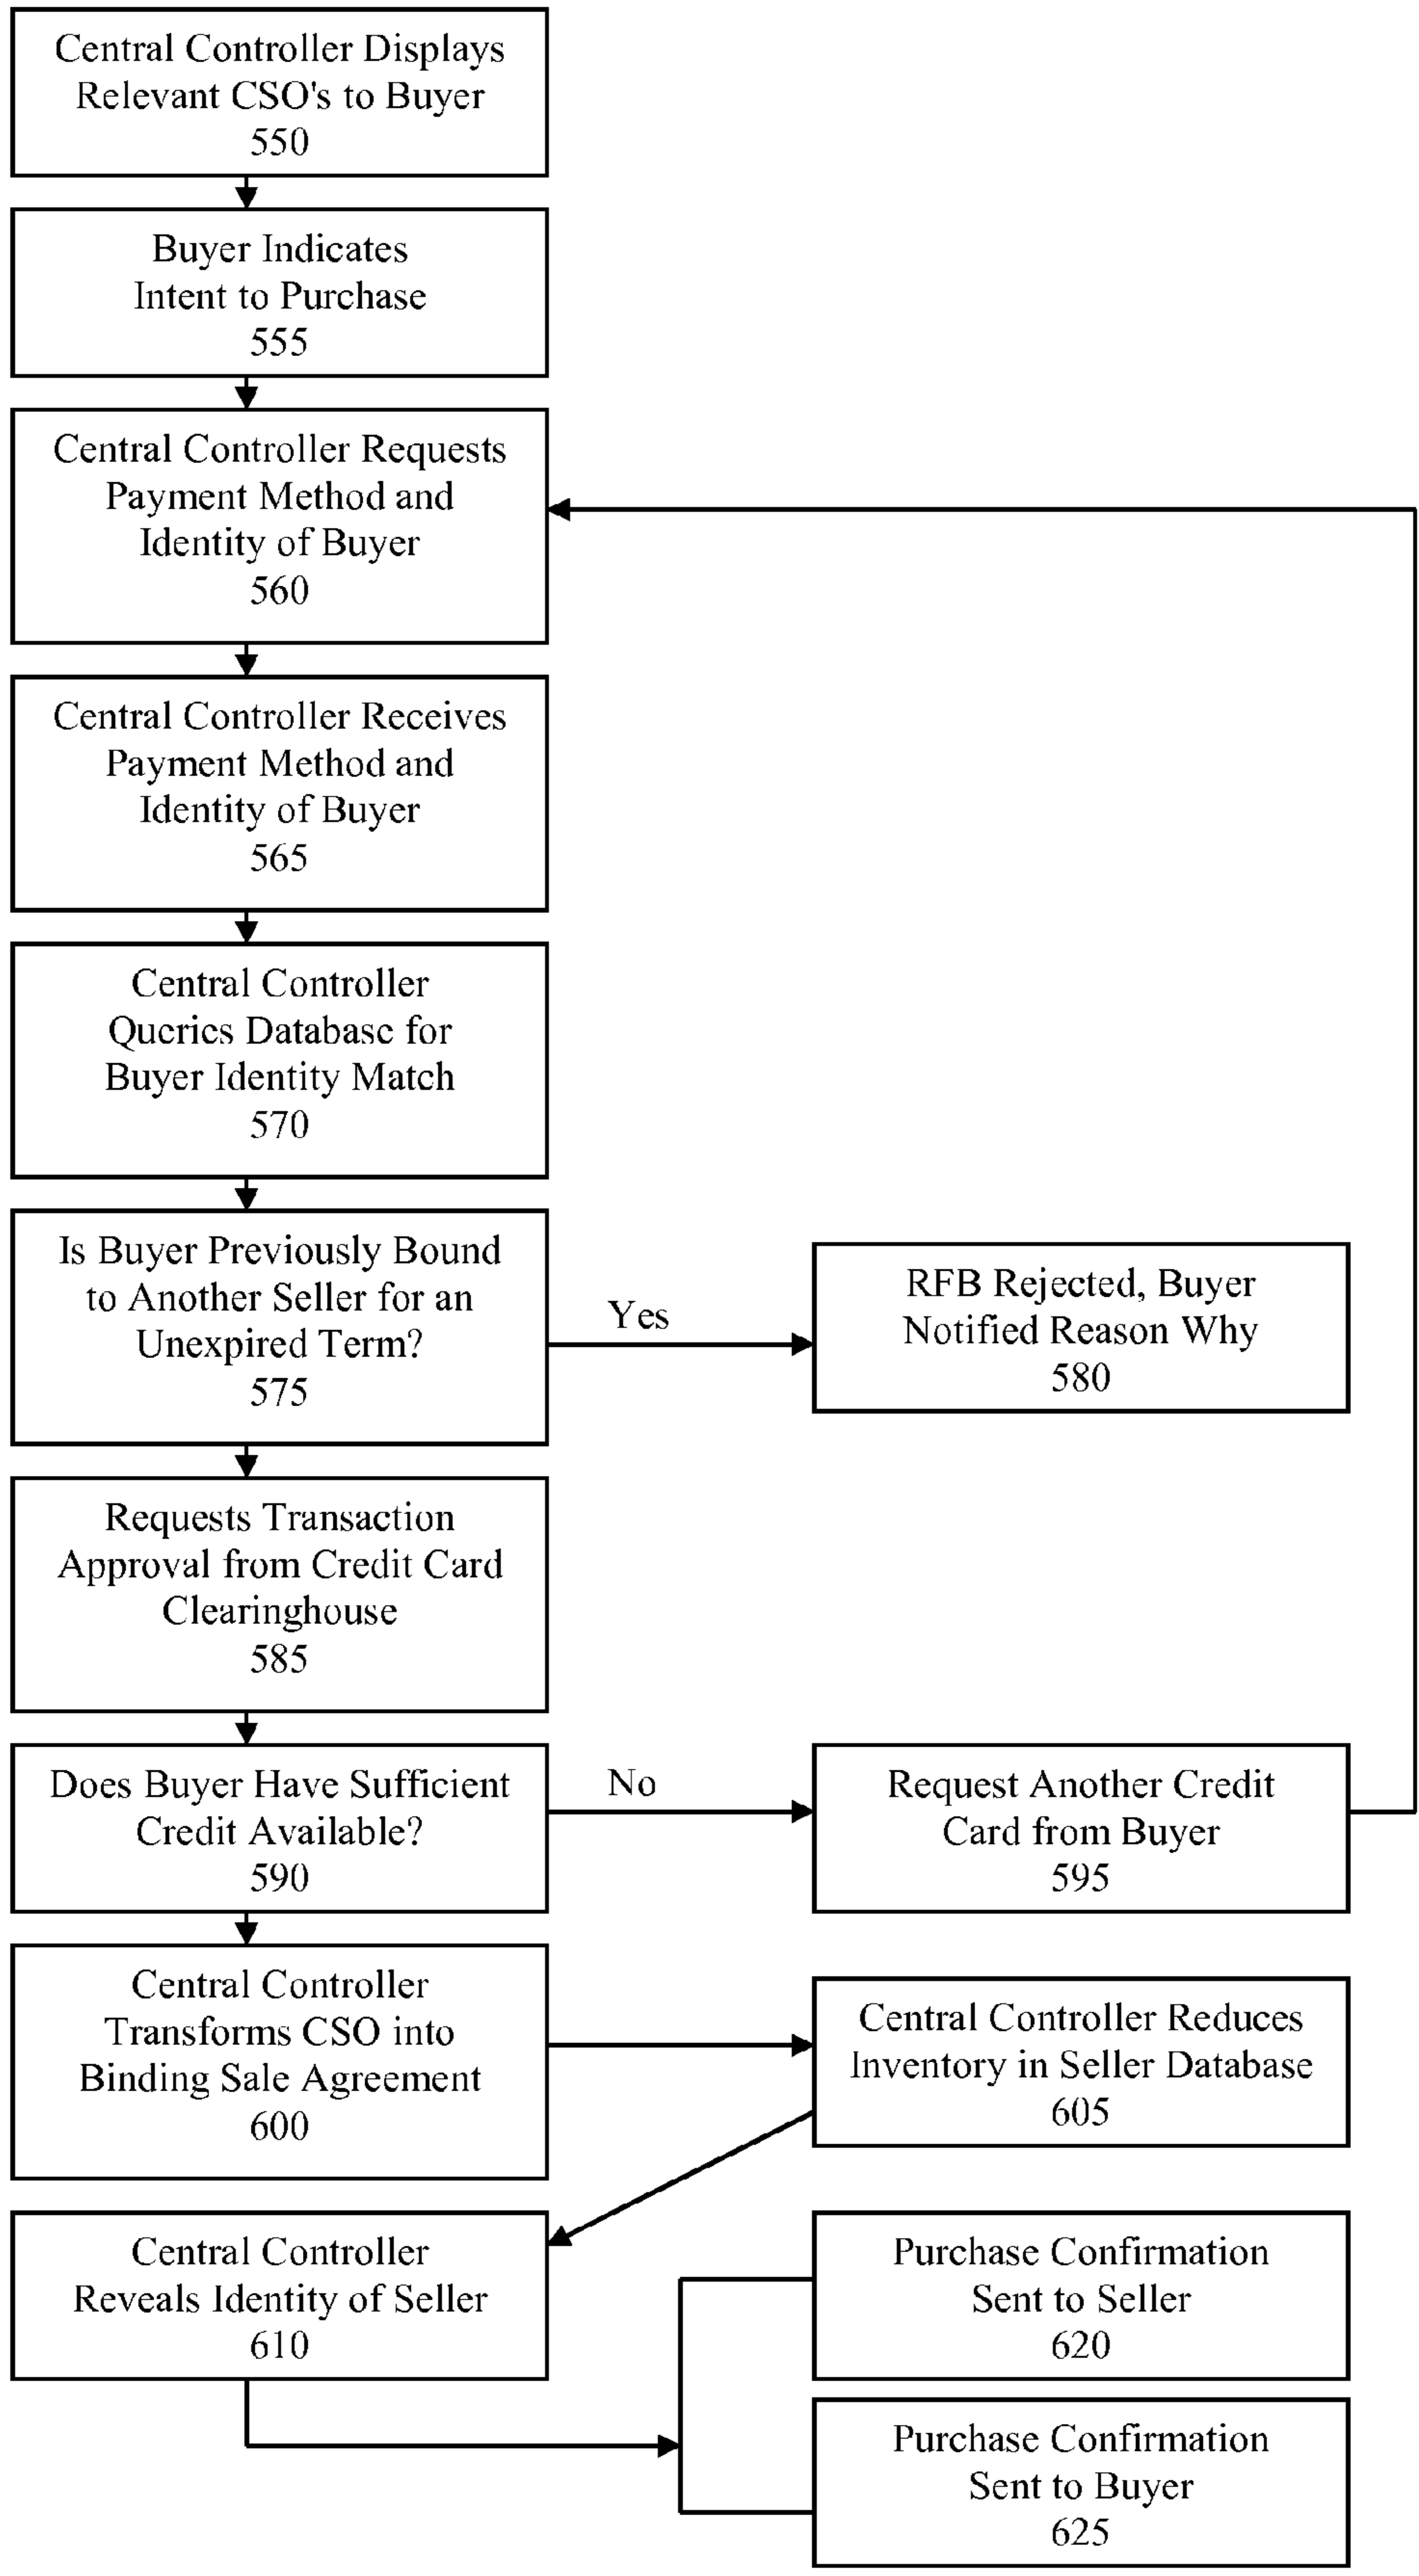 Central Controller Displays
Relevant CSO's to Buyer
550
Buyer Indicates
Intent to Purchase
555
Central Controller Requests
Payment Method and
Identity of Buyer
560
Central Controller Receives
Payment Method and
Identity of Buyer
565
Central Controller
Queries Database for
Buyer Identity Match
570
Is Buyer Previously Bound
to Another Seller for an
Unexpired Term?
575
Yes
RFB Rejected, Buyer
Notified Reason Why
580
Requests Transaction
Approval from Credit Card
Clearinghouse
585
Does Buyer Have Sufficient
Credit Available?
590
No
Request Another Credit
Card from Buyer
595
Central Controller
Transforms CSO into
Binding Sale Agreement
600
Central Controller Reduces
Inventory in Seller Database
605
Central Controller
Reveals Identity of Seller
610
Purchase Confirmation
Sent to Seller
620
Purchase Confirmation
Sent to Buyer
625